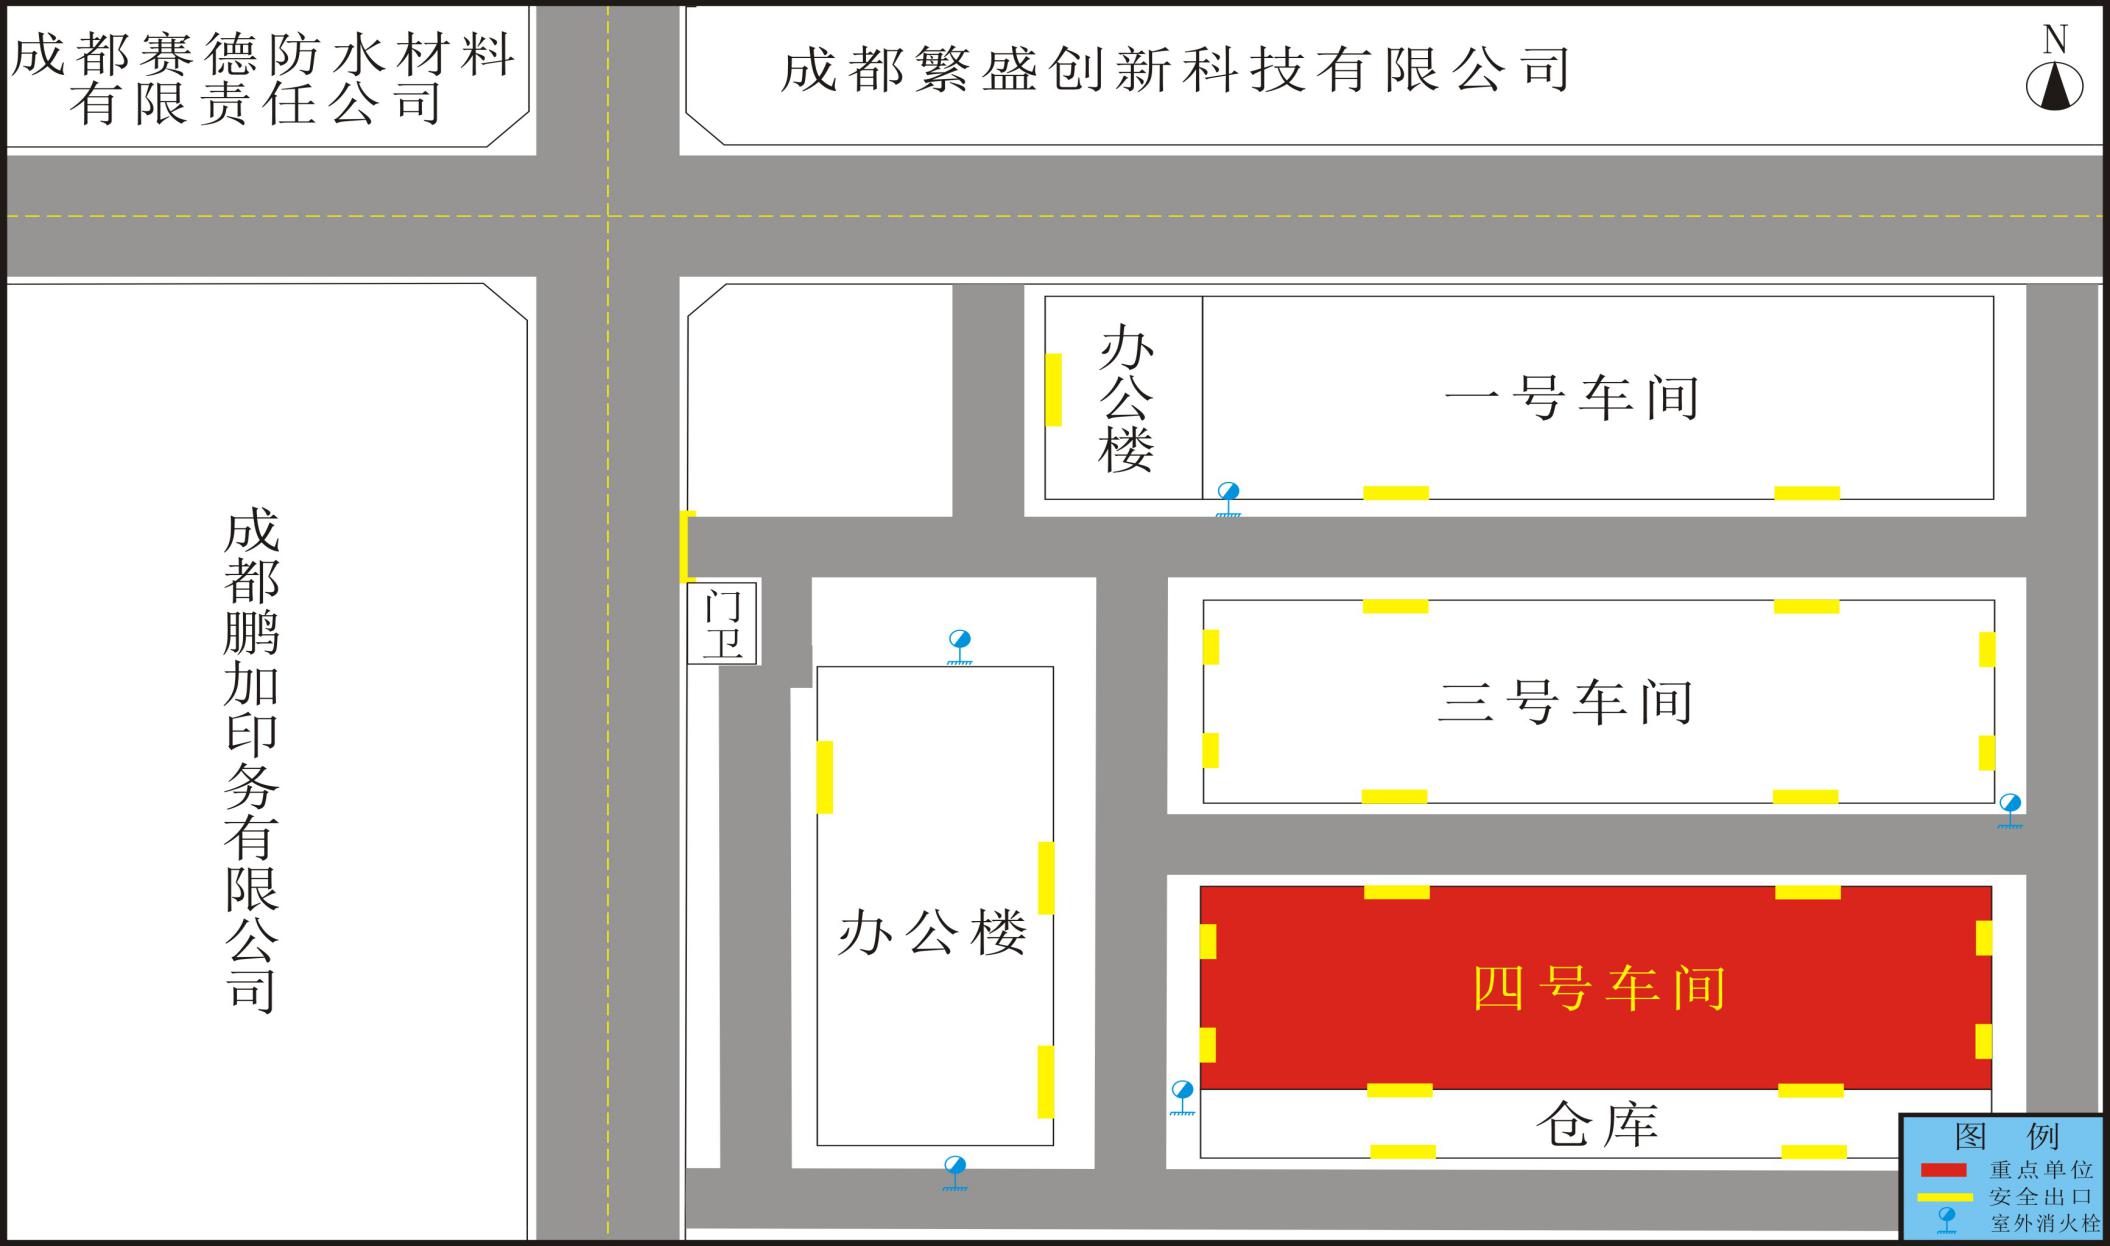 成都赛德防水材料
有限责任公司
成都繁盛创新科技有限公司
N
办公楼
一号车间
成都鹏加印务有限公司
门卫
三号车间
办公楼
四号车间
仓库
图 例
重点单位
安全出口
室外消火栓